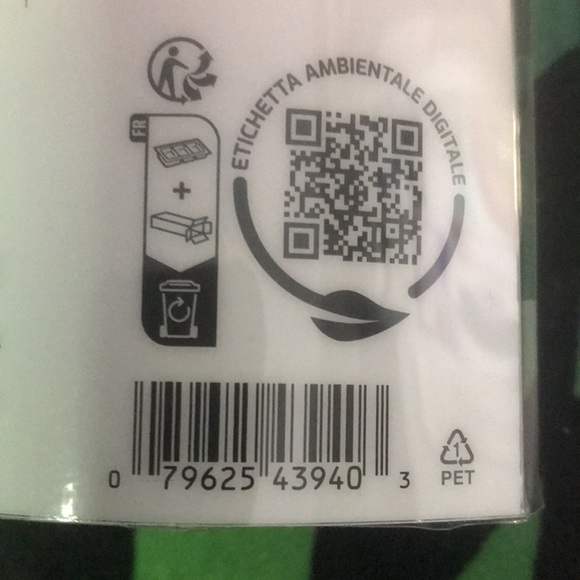 ETICHETTA AMBIENTALE DIGITALE
FR
0 79625 43940 3
1
PET